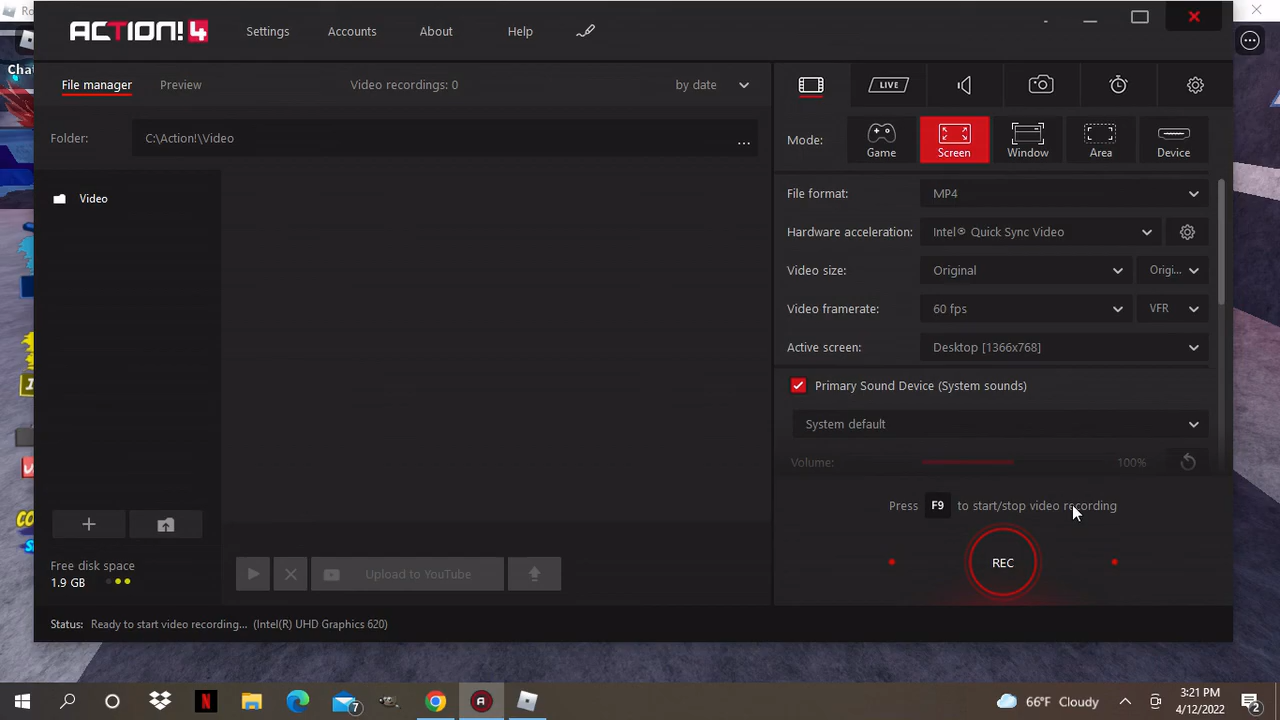 ACTION! 4 Settings Accounts About Help
Chat
File manager Preview Video recordings: 0 by date LIVE
Folder: C:\Action!\Video ... Mode: Game Screen Window Area Device
Video
File format: MP4
Hardware acceleration: Intel® Quick Sync Video
Video size: Original Origi...
Video framerate: 60 fps VFR
Active screen: Desktop [1366x768]
Primary Sound Device (System sounds)
System default
Volume: 100%
Press F9 to start/stop video recording
REC
Free disk space
1.9 GB
Upload to YouTube
Status: Ready to start video recording... (Intel(R) UHD Graphics 620)
N 7 A 66°F Cloudy 3:21 PM
4/12/2022 2